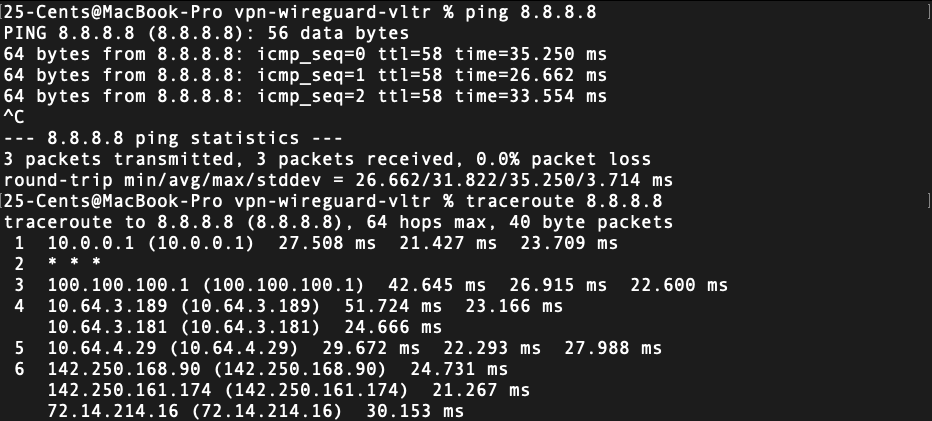 [25-Cents@MacBook-Pro vpn-wireguard-vltr % ping 8.8.8.8 ]
PING 8.8.8.8 (8.8.8.8): 56 data bytes
64 bytes from 8.8.8.8: icmp_seq=0 ttl=58 time=35.250 ms
64 bytes from 8.8.8.8: icmp_seq=1 ttl=58 time=26.662 ms
64 bytes from 8.8.8.8: icmp_seq=2 ttl=58 time=33.554 ms
^C
--- 8.8.8.8 ping statistics ---
3 packets transmitted, 3 packets received, 0.0% packet loss
round-trip min/avg/max/stddev = 26.662/31.822/35.250/3.714 ms
[25-Cents@MacBook-Pro vpn-wireguard-vltr % traceroute 8.8.8.8 ]
traceroute to 8.8.8.8 (8.8.8.8), 64 hops max, 40 byte packets
 1  10.0.0.1 (10.0.0.1)  27.508 ms  21.427 ms  23.709 ms
 2  * * *
 3  100.100.100.1 (100.100.100.1)  42.645 ms  26.915 ms  22.600 ms
 4  10.64.3.189 (10.64.3.189)  51.724 ms  23.166 ms
    10.64.3.181 (10.64.3.181)  24.666 ms
 5  10.64.4.29 (10.64.4.29)  29.672 ms  22.293 ms  27.988 ms
 6  142.250.168.90 (142.250.168.90)  24.731 ms
    142.250.161.174 (142.250.161.174)  21.267 ms
    72.14.214.16 (72.14.214.16)  30.153 ms